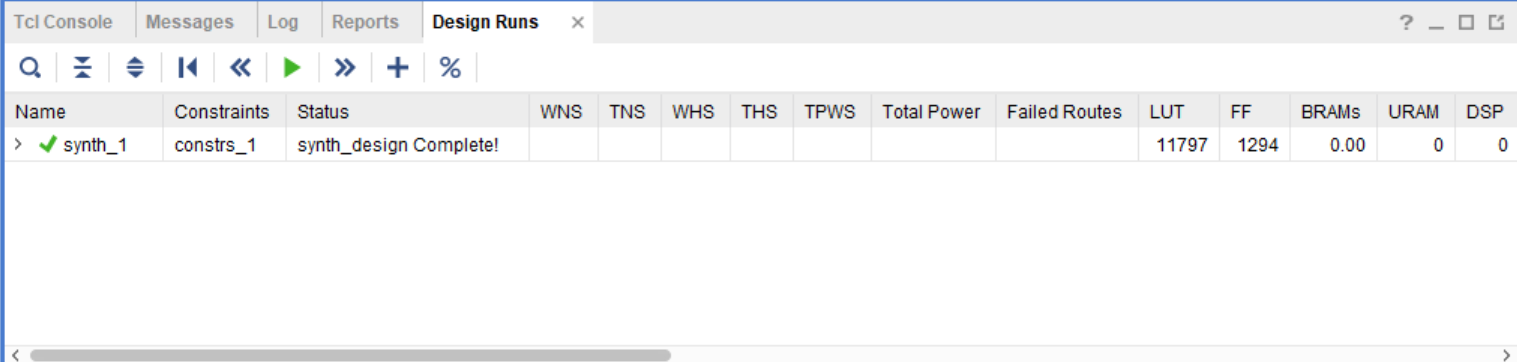 Tcl Console Messages Log Reports Design Runs
Name Constraints Status WNS TNS WHS THS TPWS Total Power Failed Routes LUT FF BRAMs URAM DSP
synth_1 constrs_1 synth_design Complete! 11797 1294 0.00 0 0